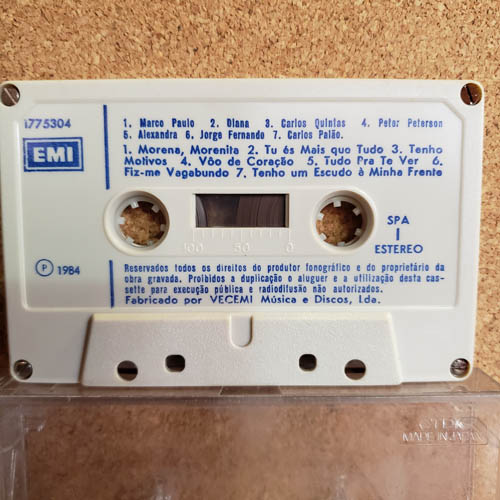 1775304
EMI
1. Marco Paulo 2. Diana 3. Carlos Quintas 4. Peter Peterson
5. Alexandra 6. Jorge Fernando 7. Carlos Paião.
1. Morena, Morenita 2. Tu és Mais que Tudo 3. Tenho
Motivos 4. Vôo de Coração 5. Tudo Pra Te Ver 6.
Fiz-me Vagabundo 7. Tenho um Escudo à Minha Frente
100 50 0
SPA
I
ESTEREO
P 1984
Reservados todos os direitos do produtor fonográfico e do proprietário da
obra gravada. Proibidos a duplicação o aluguer e a utilização desta cas-
sette para execução pública e radiodifusão não autorizados.
Fabricado por VECEMI Música e Discos, Lda.
TDK
MADE IN JAPAN